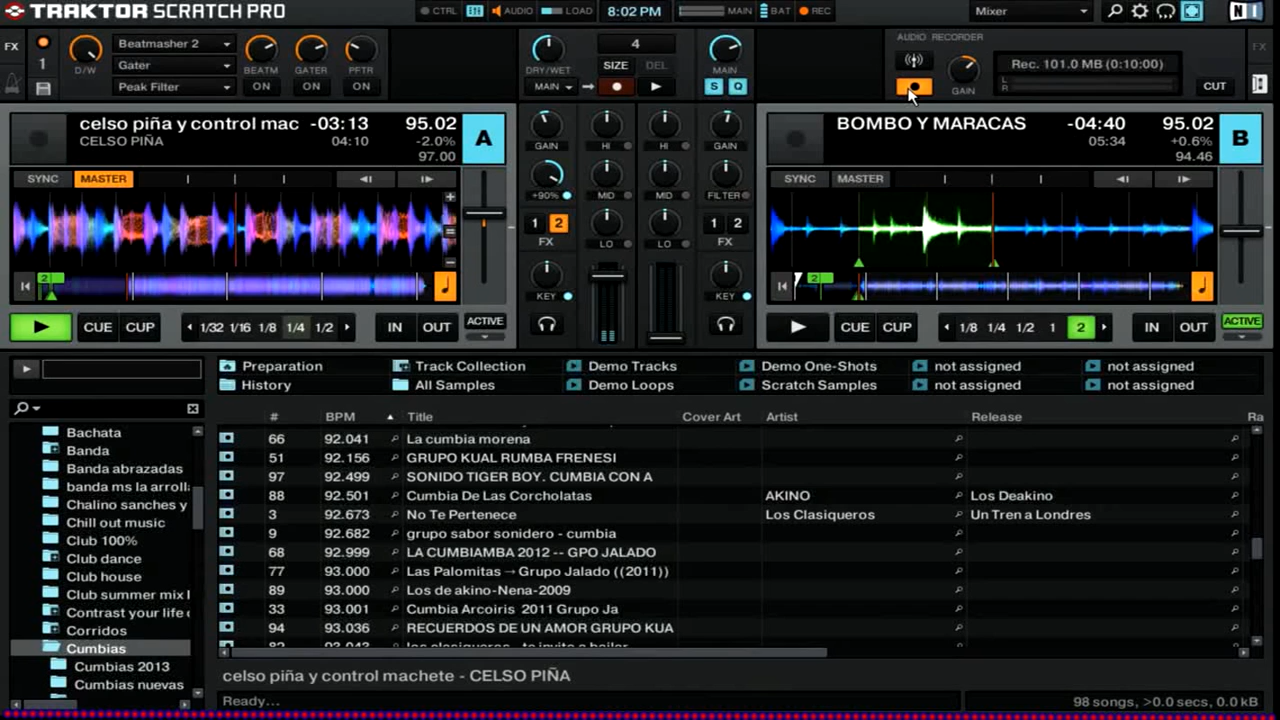 TRAKTOR SCRATCH PRO
CTRL AUDIO LOAD 8:02 PM MAIN BAT REC Mixer
FX 1 D/W Beatmasher 2 Gater Peak Filter BEATM GATER PFTR ON ON ON
DRY/WET MAIN 4 SIZE DEL MAIN S Q
AUDIO RECORDER GAIN Rec. 101.0 MB (0:10:00) L R CUT FX
celso piña y control mac -03:13 95.02 A
CELSO PIÑA 04:10 -2.0%
97.00
SYNC MASTER
2
CUE CUP 1/32 1/16 1/8 1/4 1/2 IN OUT ACTIVE
GAIN HI HI GAIN
+90% MID MID FILTER
1 2 FX LO LO 1 2 FX
KEY KEY
BOMBO Y MARACAS -04:40 95.02 B
05:34 +0.6%
94.46
SYNC MASTER
2
CUE CUP 1/8 1/4 1/2 1 2 IN OUT ACTIVE
Preparation Track Collection Demo Tracks Demo One-Shots not assigned not assigned
History All Samples Demo Loops Scratch Samples not assigned not assigned
Bachata
Banda
Banda abrazadas
banda ms la arroll
Chalino sanches y
Chill out music
Club 100%
Club dance
Club house
Club summer mix
Contrast your life
Corridos
Cumbias
Cumbias 2013
Cumbias nuevas
# BPM Title Cover Art Artist Release Ra
66 92.041 La cumbia morena
51 92.156 GRUPO KUAL RUMBA FRENESI
97 92.499 SONIDO TIGER BOY. CUMBIA CON A
88 92.501 Cumbia De Las Corcholatas AKINO Los Deakino
3 92.673 No Te Pertenece Los Clasiqueros Un Tren a Londres
9 92.682 grupo sabor sonidero - cumbia
68 92.999 LA CUMBIAMBA 2012 -- GPO JALADO
77 93.000 Las Palomitas → Grupo Jalado ((2011))
89 93.000 Los de akino-Nena-2009
33 93.001 Cumbia Arcoiris 2011 Grupo Ja
94 93.036 RECUERDOS DE UN AMOR GRUPO KUA
celso piña y control machete - CELSO PIÑA
Ready... 98 songs, >0.0 secs, 0.0 kB